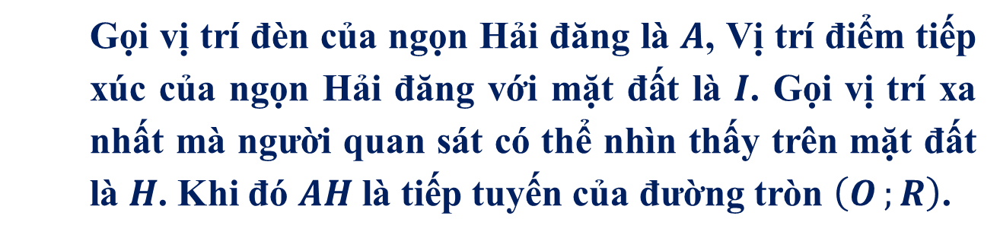 Gọi vị trí đèn của ngọn Hải đăng là A, Vị trí điểm tiếp
xúc của ngọn Hải đăng với mặt đất là I. Gọi vị trí xa
nhất mà người quan sát có thể nhìn thấy trên mặt đất
là H. Khi đó AH là tiếp tuyến của đường tròn (O ; R).